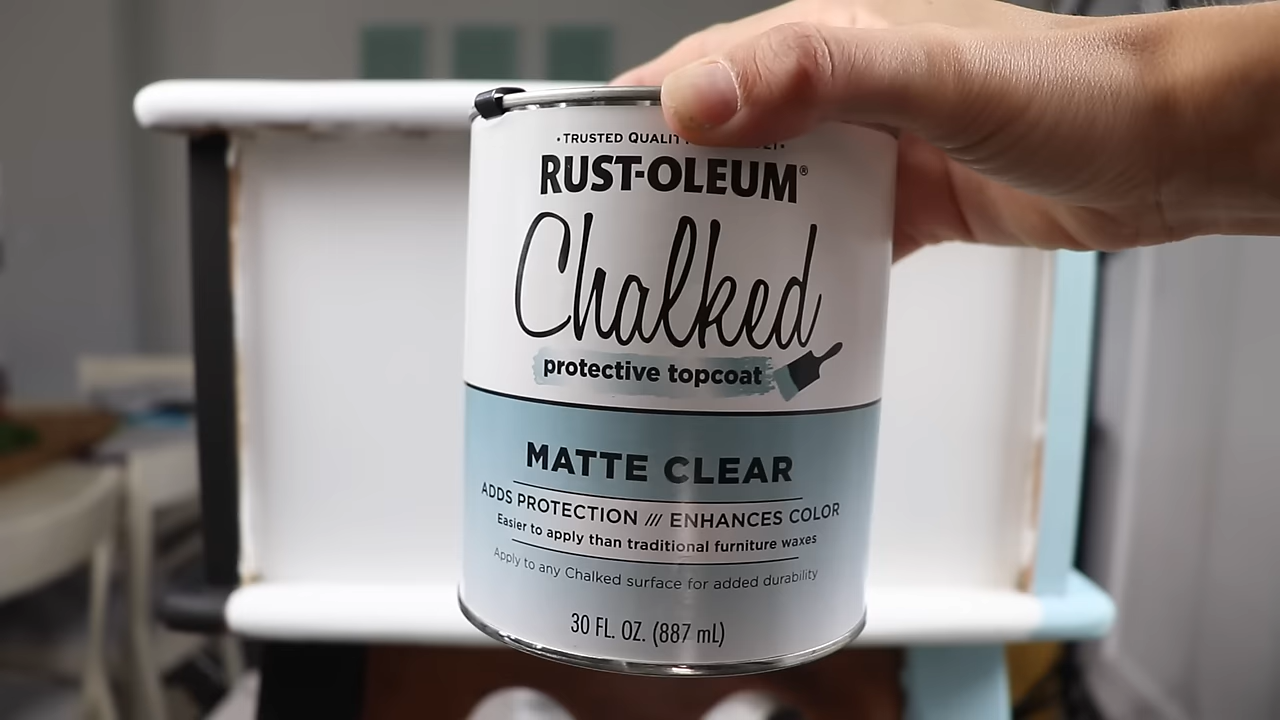 · TRUSTED QUALITY
RUST-OLEUM®
Chalked
protective topcoat
MATTE CLEAR
ADDS PROTECTION /// ENHANCES COLOR
Easier to apply than traditional furniture waxes
Apply to any Chalked surface for added durability
30 FL. OZ. (887 mL)